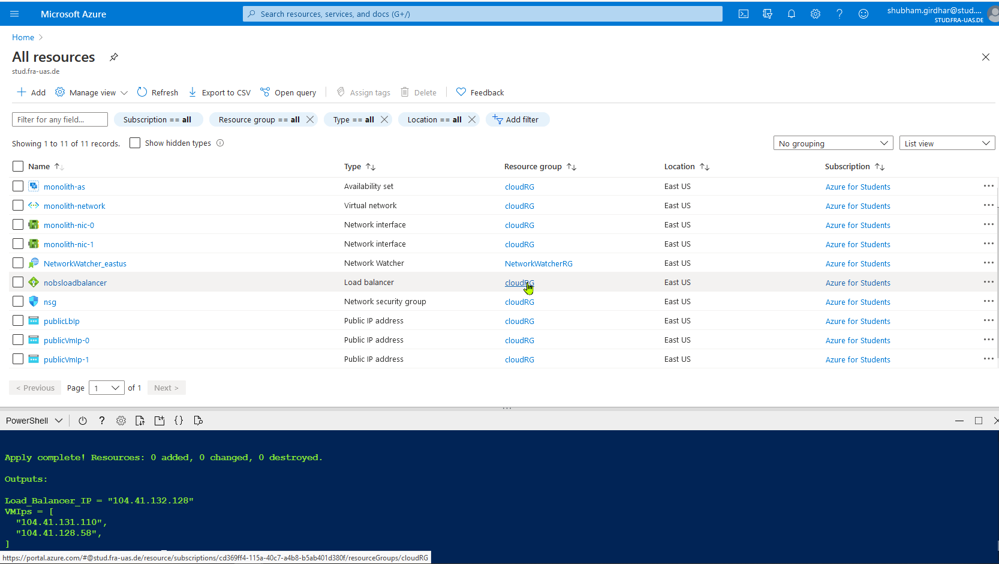 Microsoft Azure
Search resources, services, and docs (G+/)
shubham.girdhar@stud....
STUD.FRA-UAS.DE
Home >
All resources
stud.fra-uas.de
Add Manage view Refresh Export to CSV Open query Assign tags Delete Feedback
Filter for any field... Subscription == all Resource group == all Type == all Location == all Add filter
Showing 1 to 11 of 11 records. Show hidden types No grouping List view
Name Type Resource group Location Subscription
monolith-as Availability set cloudRG East US Azure for Students
monolith-network Virtual network cloudRG East US Azure for Students
monolith-nic-0 Network interface cloudRG East US Azure for Students
monolith-nic-1 Network interface cloudRG East US Azure for Students
NetworkWatcher_eastus Network Watcher NetworkWatcherRG East US Azure for Students
nobsloadbalancer Load balancer cloudRG East US Azure for Students
nsg Network security group cloudRG East US Azure for Students
publicLbIp Public IP address cloudRG East US Azure for Students
publicVmIp-0 Public IP address cloudRG East US Azure for Students
publicVmIp-1 Public IP address cloudRG East US Azure for Students
< Previous Page 1 of 1 Next >
PowerShell
Apply complete! Resources: 0 added, 0 changed, 0 destroyed.
Outputs:
Load_Balancer_IP = "104.41.132.128"
VMIps = [
"104.41.131.110",
"104.41.128.58",
]
https://portal.azure.com/#@stud.fra-uas.de/resource/subscriptions/cd369ff4-115a-40c7-a4b8-b5ab401d380f/resourceGroups/cloudRG